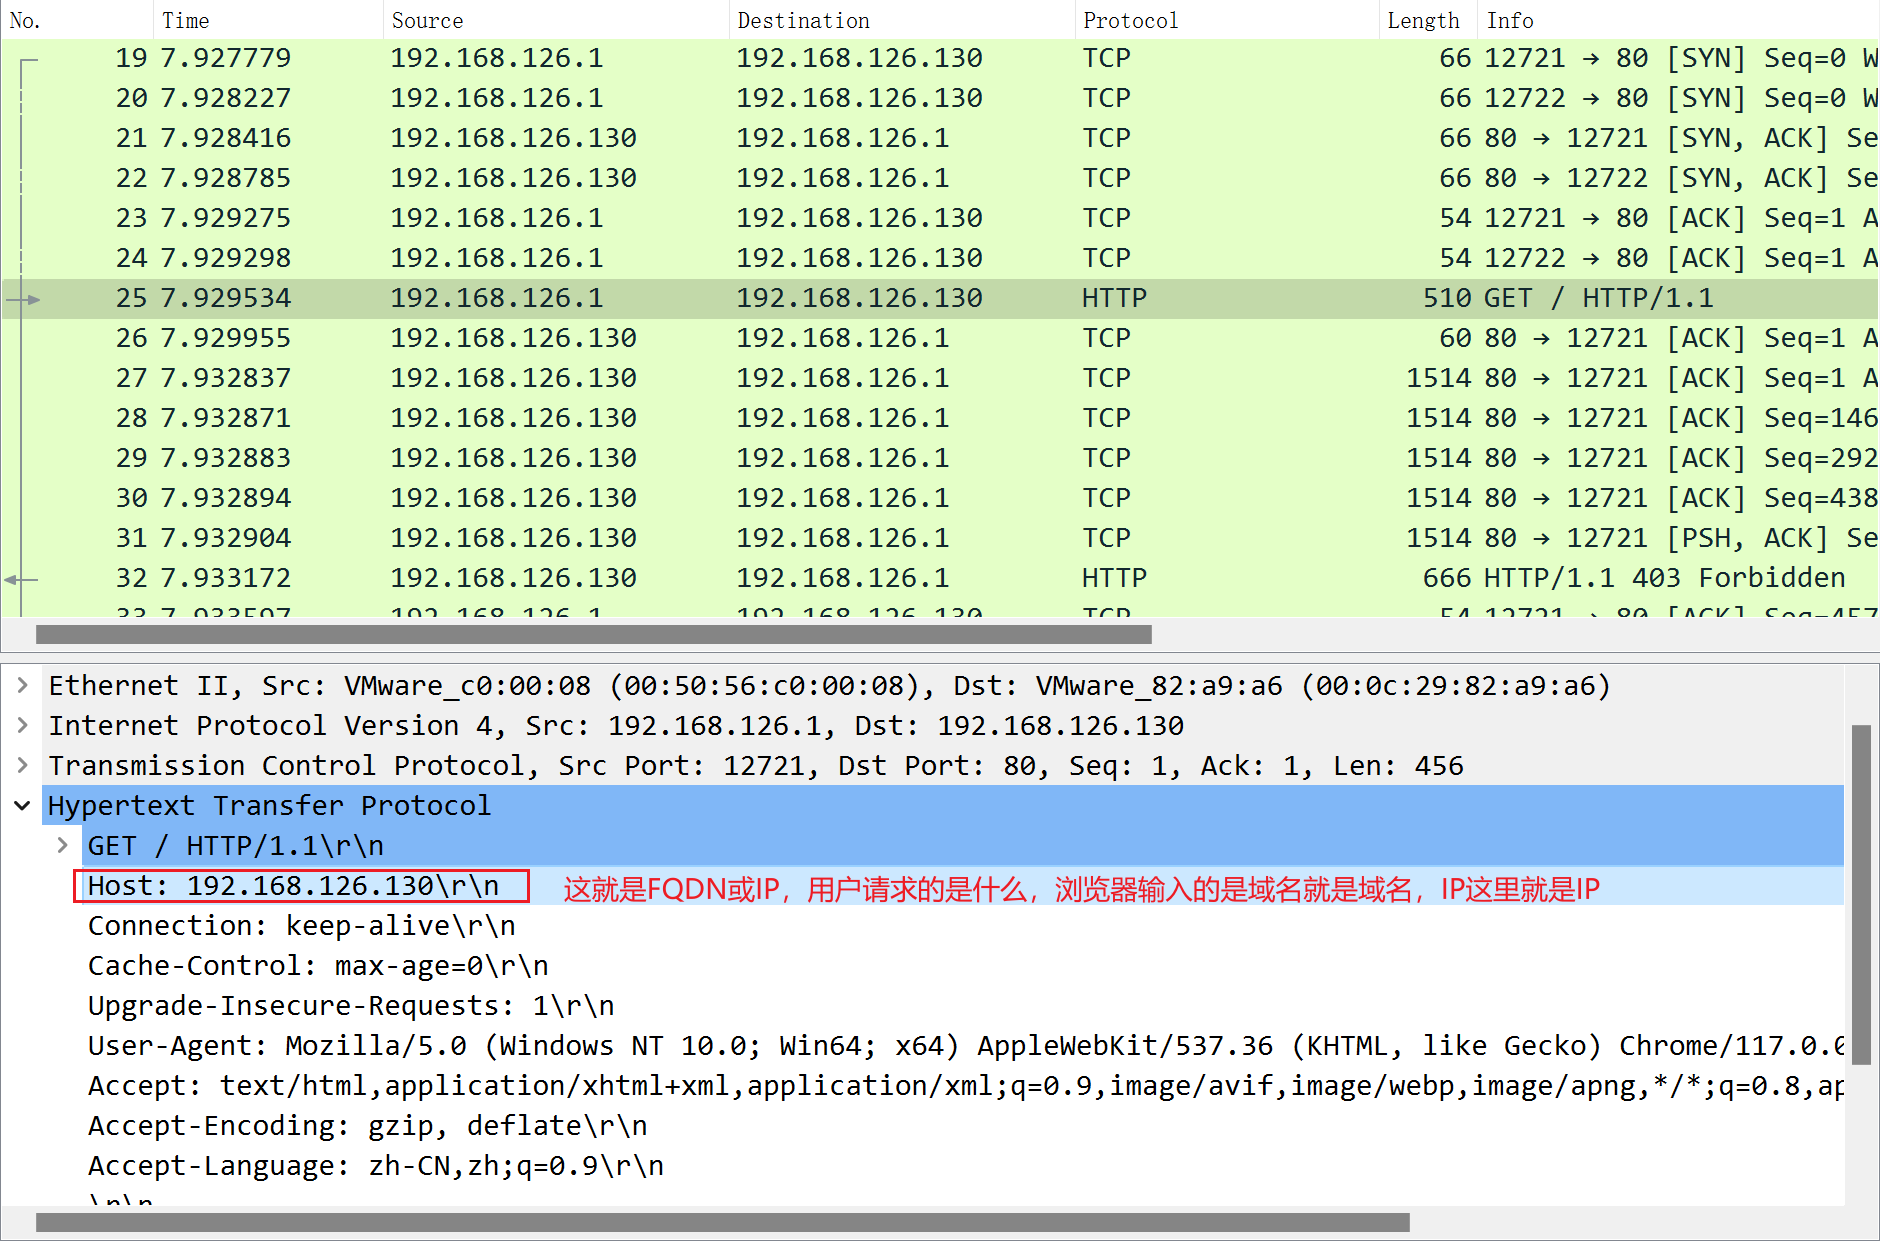 No. Time Source Destination Protocol Length Info
19 7.927779 192.168.126.1 192.168.126.130 TCP 66 12721 → 80 [SYN] Seq=0 W
20 7.928227 192.168.126.1 192.168.126.130 TCP 66 12722 → 80 [SYN] Seq=0 W
21 7.928416 192.168.126.130 192.168.126.1 TCP 66 80 → 12721 [SYN, ACK] Se
22 7.928785 192.168.126.130 192.168.126.1 TCP 66 80 → 12722 [SYN, ACK] Se
23 7.929275 192.168.126.1 192.168.126.130 TCP 54 12721 → 80 [ACK] Seq=1 A
24 7.929298 192.168.126.1 192.168.126.130 TCP 54 12722 → 80 [ACK] Seq=1 A
25 7.929534 192.168.126.1 192.168.126.130 HTTP 510 GET / HTTP/1.1
26 7.929955 192.168.126.130 192.168.126.1 TCP 60 80 → 12721 [ACK] Seq=1 A
27 7.932837 192.168.126.130 192.168.126.1 TCP 1514 80 → 12721 [ACK] Seq=1 A
28 7.932871 192.168.126.130 192.168.126.1 TCP 1514 80 → 12721 [ACK] Seq=146
29 7.932883 192.168.126.130 192.168.126.1 TCP 1514 80 → 12721 [ACK] Seq=292
30 7.932894 192.168.126.130 192.168.126.1 TCP 1514 80 → 12721 [ACK] Seq=438
31 7.932904 192.168.126.130 192.168.126.1 TCP 1514 80 → 12721 [PSH, ACK] Se
32 7.933172 192.168.126.130 192.168.126.1 HTTP 666 HTTP/1.1 403 Forbidden
33 7.933597 192.168.126.1 192.168.126.130 TCP 54 12721 → 80 [ACK] Seq=457
Ethernet II, Src: VMware_c0:00:08 (00:50:56:c0:00:08), Dst: VMware_82:a9:a6 (00:0c:29:82:a9:a6)
Internet Protocol Version 4, Src: 192.168.126.1, Dst: 192.168.126.130
Transmission Control Protocol, Src Port: 12721, Dst Port: 80, Seq: 1, Ack: 1, Len: 456
Hypertext Transfer Protocol
GET / HTTP/1.1\r\n
Host: 192.168.126.130\r\n 这就是FQDN或IP，用户请求的是什么，浏览器输入的是域名就是域名，IP这里就是IP
Connection: keep-alive\r\n
Cache-Control: max-age=0\r\n
Upgrade-Insecure-Requests: 1\r\n
User-Agent: Mozilla/5.0 (Windows NT 10.0; Win64; x64) AppleWebKit/537.36 (KHTML, like Gecko) Chrome/117.0.0
Accept: text/html,application/xhtml+xml,application/xml;q=0.9,image/avif,image/webp,image/apng,*/*;q=0.8,ap
Accept-Encoding: gzip, deflate\r\n
Accept-Language: zh-CN,zh;q=0.9\r\n
\r\n